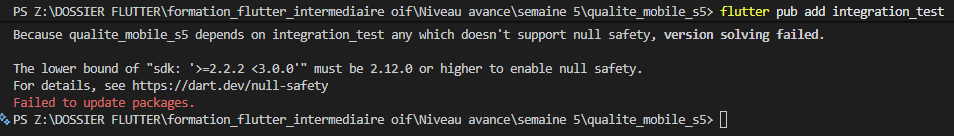 PS Z:\DOSSIER FLUTTER\formation_flutter_intermediaire oif\Niveau avance\semaine 5\qualite_mobile_s5> flutter pub add integration_test
Because qualite_mobile_s5 depends on integration_test any which doesn't support null safety, version solving failed.
The lower bound of "sdk: '>=2.2.2 <3.0.0'" must be 2.12.0 or higher to enable null safety.
For details, see https://dart.dev/null-safety
Failed to update packages.
PS Z:\DOSSIER FLUTTER\formation_flutter_intermediaire oif\Niveau avance\semaine 5\qualite_mobile_s5>